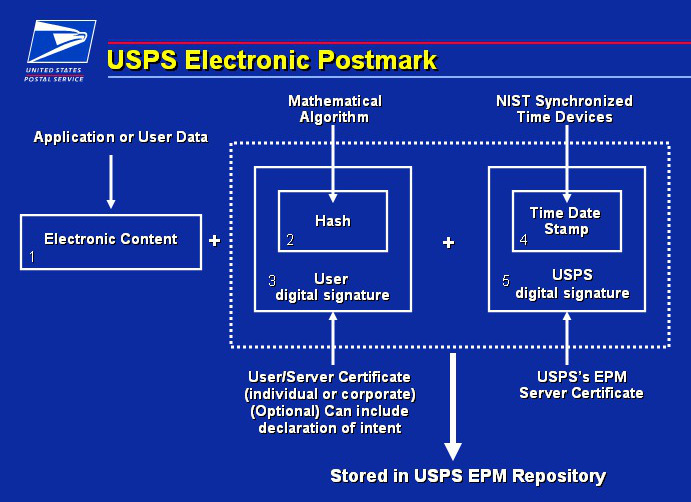 UNITED STATES
POSTAL SERVICE
USPS Electronic Postmark
Mathematical
Algorithm
NIST Synchronized
Time Devices
Application or User Data
Electronic Content
1
+
Hash
2
3
User
digital signature
+
Time Date
Stamp
4
5
USPS
digital signature
User/Server Certificate
(individual or corporate)
(Optional) Can include
declaration of intent
USPS's EPM
Server Certificate
Stored in USPS EPM Repository